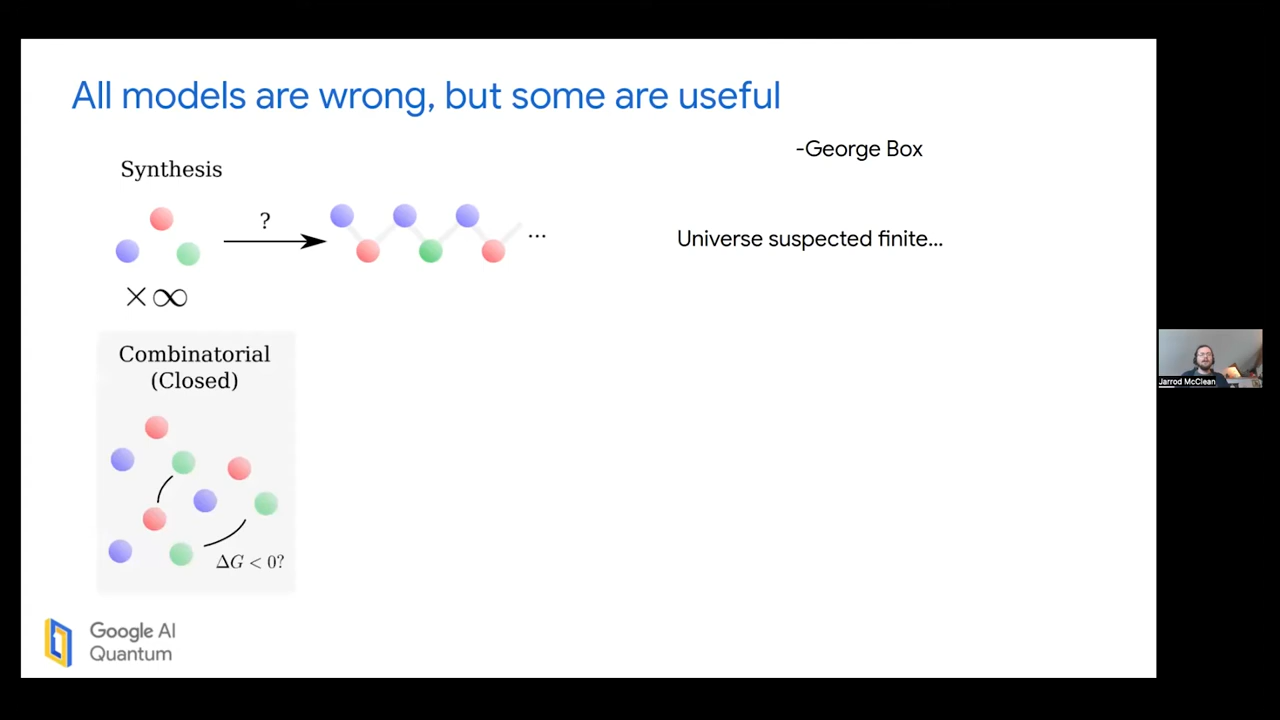 All models are wrong, but some are useful
-George Box
Synthesis
?
...
× ∞
Universe suspected finite...
Combinatorial
(Closed)
ΔG < 0?
Google AI
Quantum
Jarrod McClean